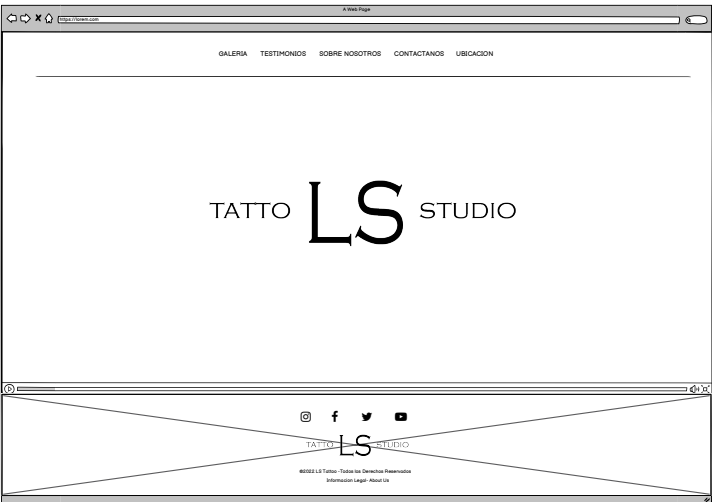 A Web Page
https://lorem.com
GALERIA TESTIMONIOS SOBRE NOSOTROS CONTACTANOS UBICACION
TATTO LS STUDIO
TATTO LS STUDIO
©2022 LS Tattoo -Todos los Derechos Reservados
Informacion Legal- About Us